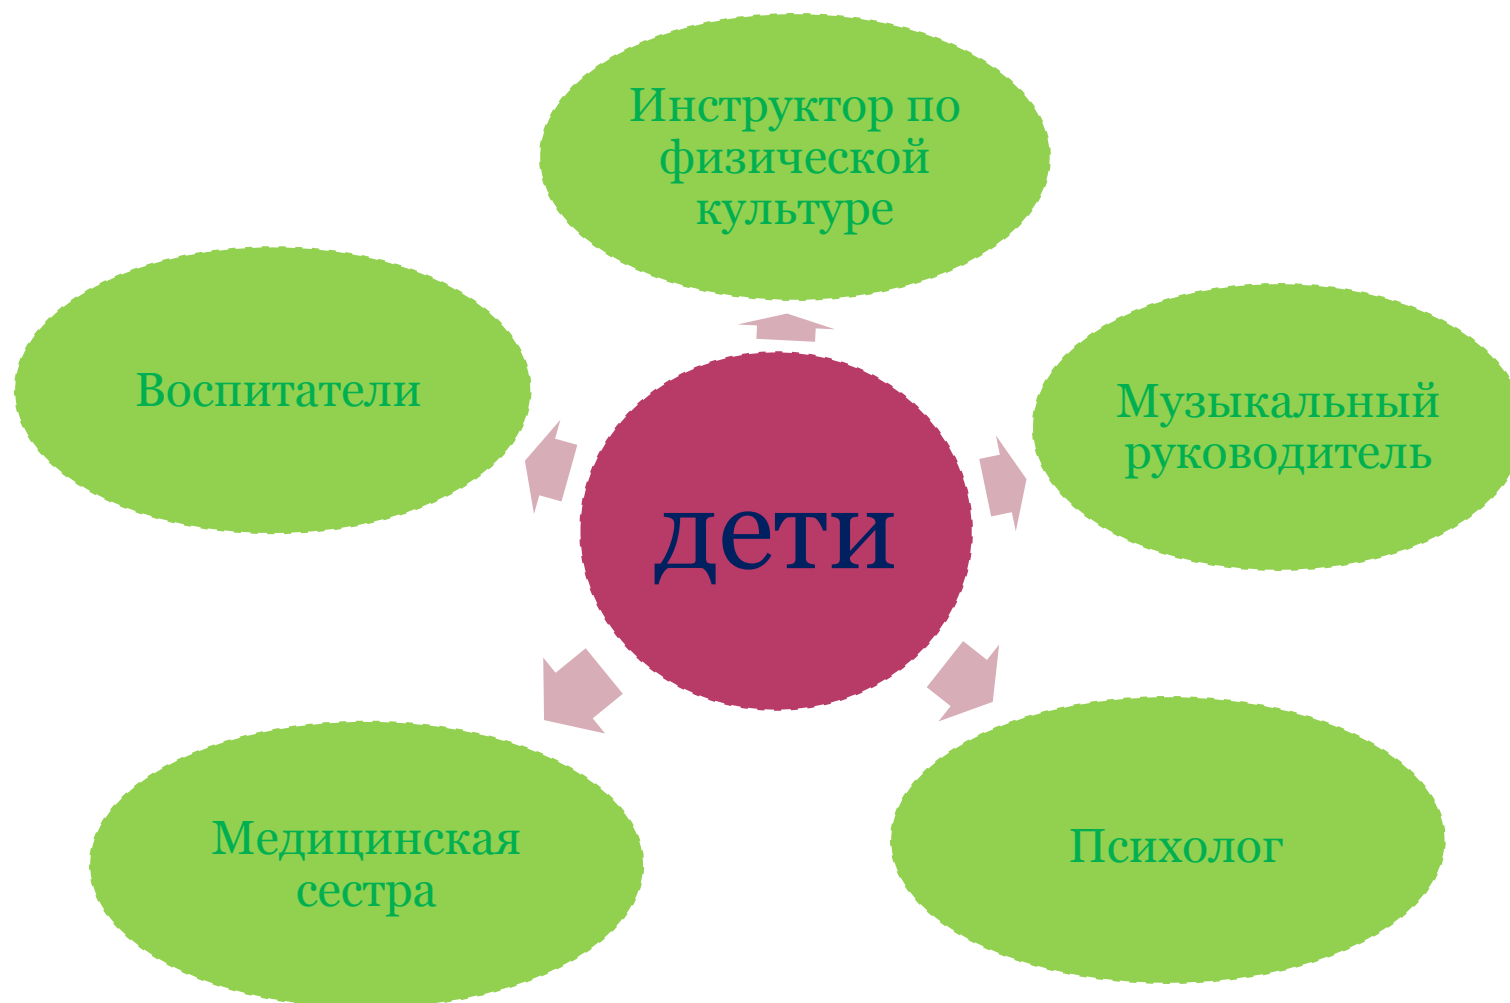 Инструктор по
физической
культуре
Воспитатели
Музыкальный
руководитель
дети
Медицинская
сестра
Психолог